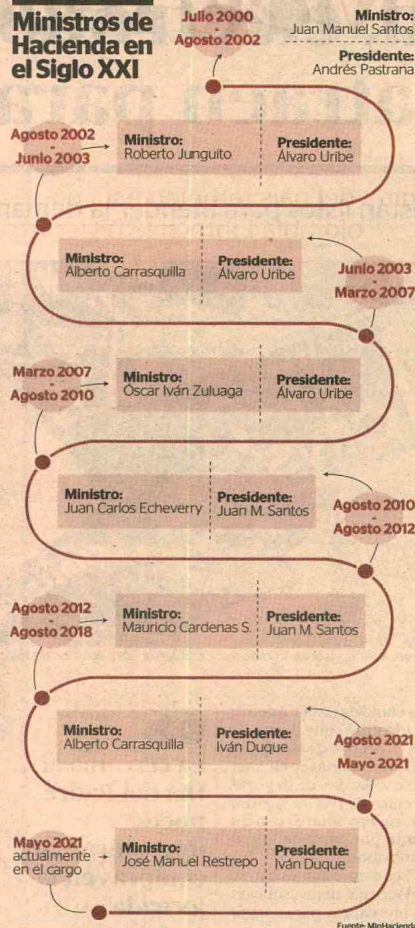 Ministros de
Hacienda en
el Siglo XXI
Julio 2000
-
Agosto 2002
Ministro:
Juan Manuel Santos
Presidente:
Andrés Pastrana
Agosto 2002
-
Junio 2003
Ministro:
Roberto Junguito
Presidente:
Álvaro Uribe
Ministro:
Alberto Carrasquilla
Presidente:
Álvaro Uribe
Junio 2003
-
Marzo 2007
Marzo 2007
-
Agosto 2010
Ministro:
Óscar Iván Zuluaga
Presidente:
Álvaro Uribe
Ministro:
Juan Carlos Echeverry
Presidente:
Juan M. Santos
Agosto 2010
-
Agosto 2012
Agosto 2012
-
Agosto 2018
Ministro:
Mauricio Cardenas S.
Presidente:
Juan M. Santos
Ministro:
Alberto Carrasquilla
Presidente:
Iván Duque
Agosto 2021
-
Mayo 2021
Mayo 2021
actualmente
en el cargo
Ministro:
José Manuel Restrepo
Presidente:
Iván Duque
Fuente: MinHacienda